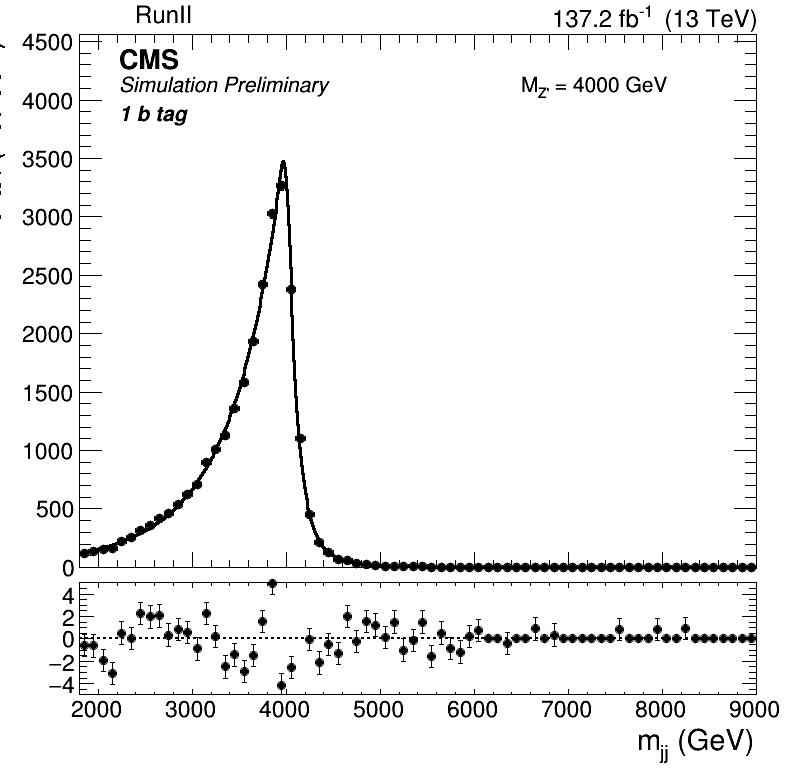 RunII 137.2 fb-1 (13 TeV)
CMS
Simulation Preliminary
MZ' = 4000 GeV
1 b tag
4500
4000
3500
3000
2500
2000
1500
1000
500
0
4
2
0
−2
−4
2000 3000 4000 5000 6000 7000 8000 9000
mjj (GeV)